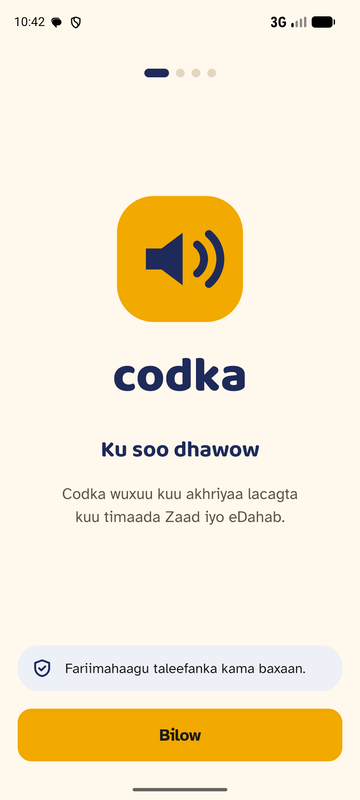 10:42
3G
codka
Ku soo dhawow
Codka wuxuu kuu akhriyaa lacagta
kuu timaada Zaad iyo eDahab.
Fariimahaagu taleefanka kama baxaan.
Bilow